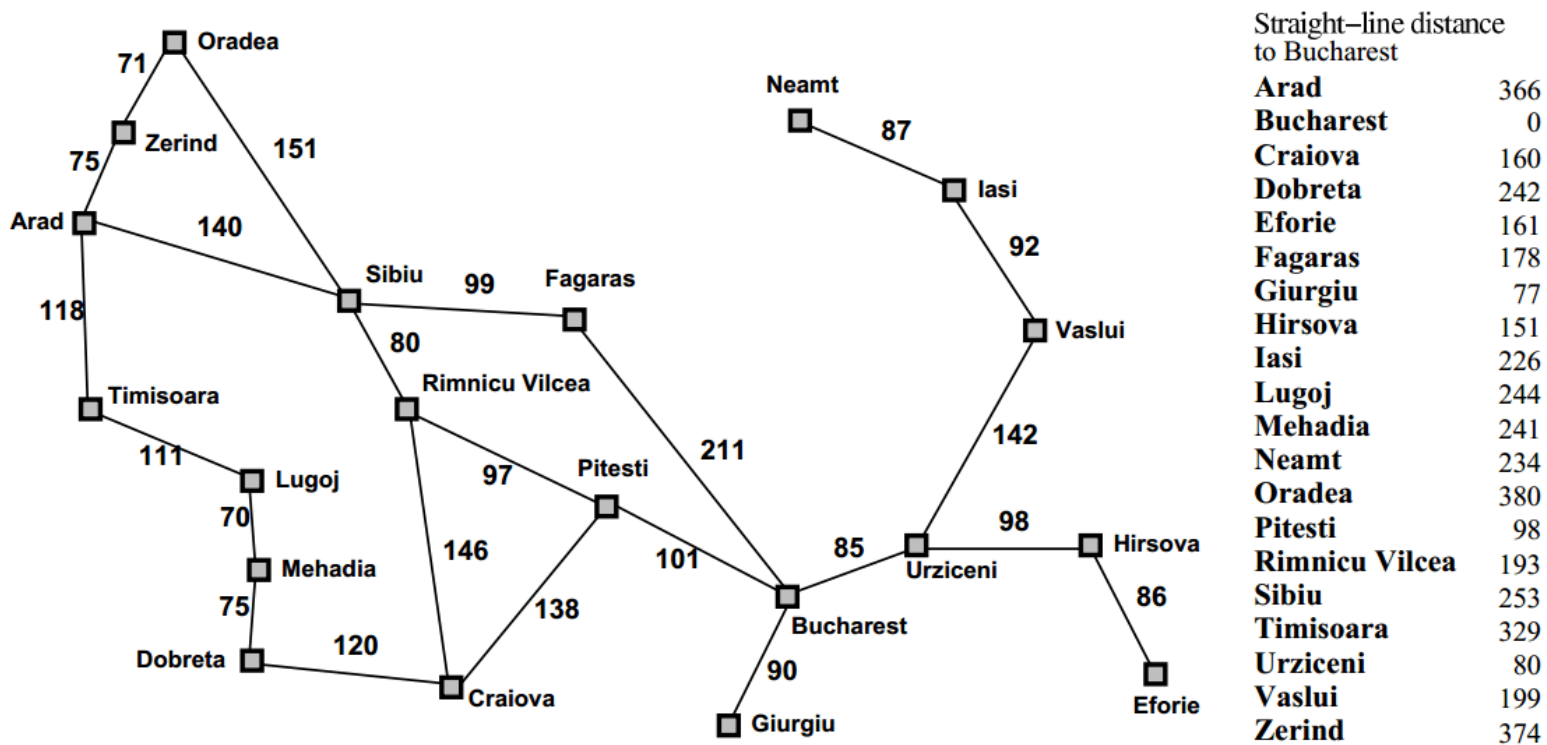 Oradea
71
Neamt
87
Zerind
75
151
Iasi
Arad
140
92
Sibiu
99
Fagaras
118
80
Vaslui
Rimnicu Vilcea
Timisoara
211
142
111
97
Pitesti
Lugoj
70
98
146
101
85
Hirsova
Urziceni
Mehadia
86
75
138
Bucharest
120
Dobreta
90
Craiova
Giurgiu
Eforie
Straight–line distance
to Bucharest
Arad 366
Bucharest 0
Craiova 160
Dobreta 242
Eforie 161
Fagaras 178
Giurgiu 77
Hirsova 151
Iasi 226
Lugoj 244
Mehadia 241
Neamt 234
Oradea 380
Pitesti 98
Rimnicu Vilcea 193
Sibiu 253
Timisoara 329
Urziceni 80
Vaslui 199
Zerind 374